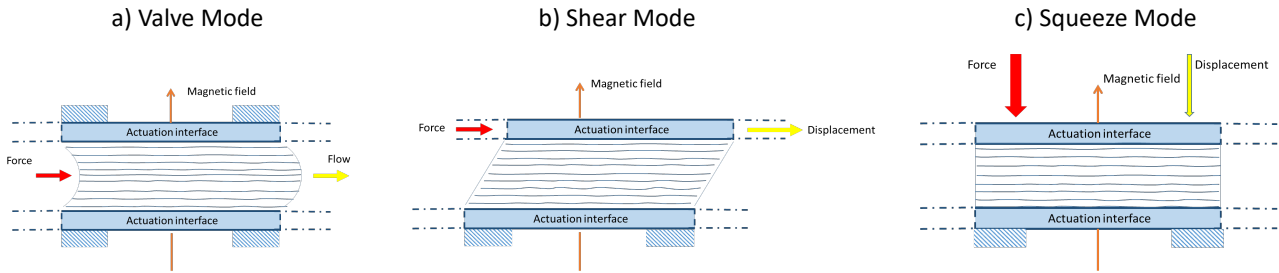 a) Valve Mode
Magnetic field
Actuation interface
Force
Flow
Actuation interface
b) Shear Mode
Magnetic field
Force
Actuation interface
Displacement
Actuation interface
c) Squeeze Mode
Force
Magnetic field
Displacement
Actuation interface
Actuation interface